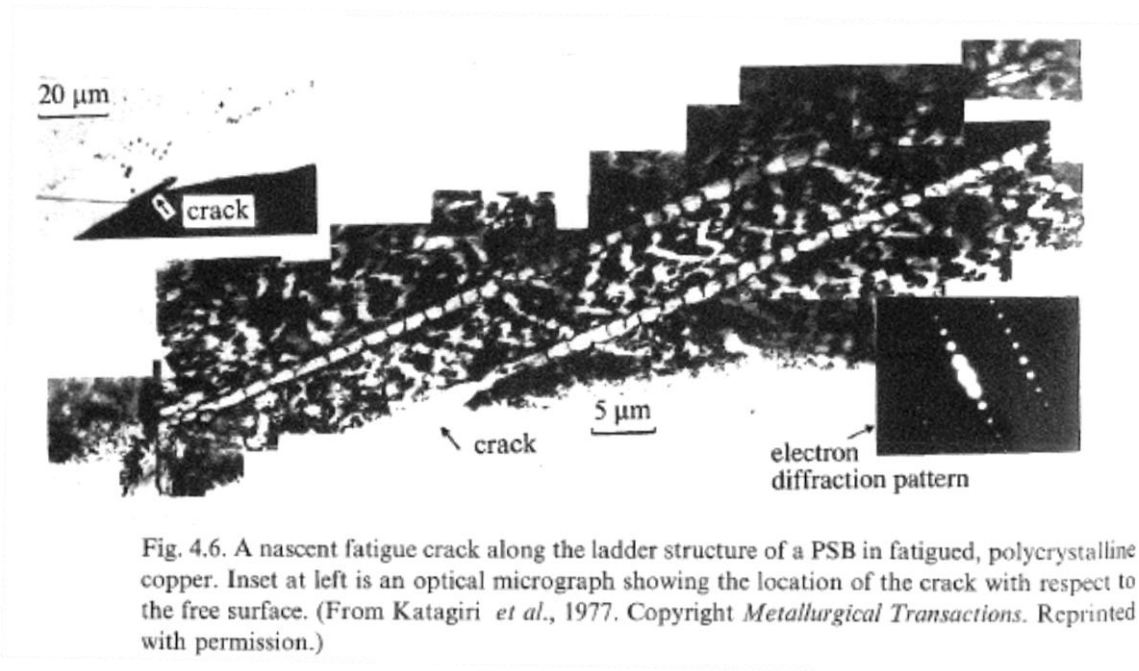 20 μm
crack
5 μm
crack
electron
diffraction pattern
Fig. 4.6. A nascent fatigue crack along the ladder structure of a PSB in fatigued, polycrystalline
copper. Inset at left is an optical micrograph showing the location of the crack with respect to
the free surface. (From Katagiri et al., 1977. Copyright Metallurgical Transactions. Reprinted
with permission.)